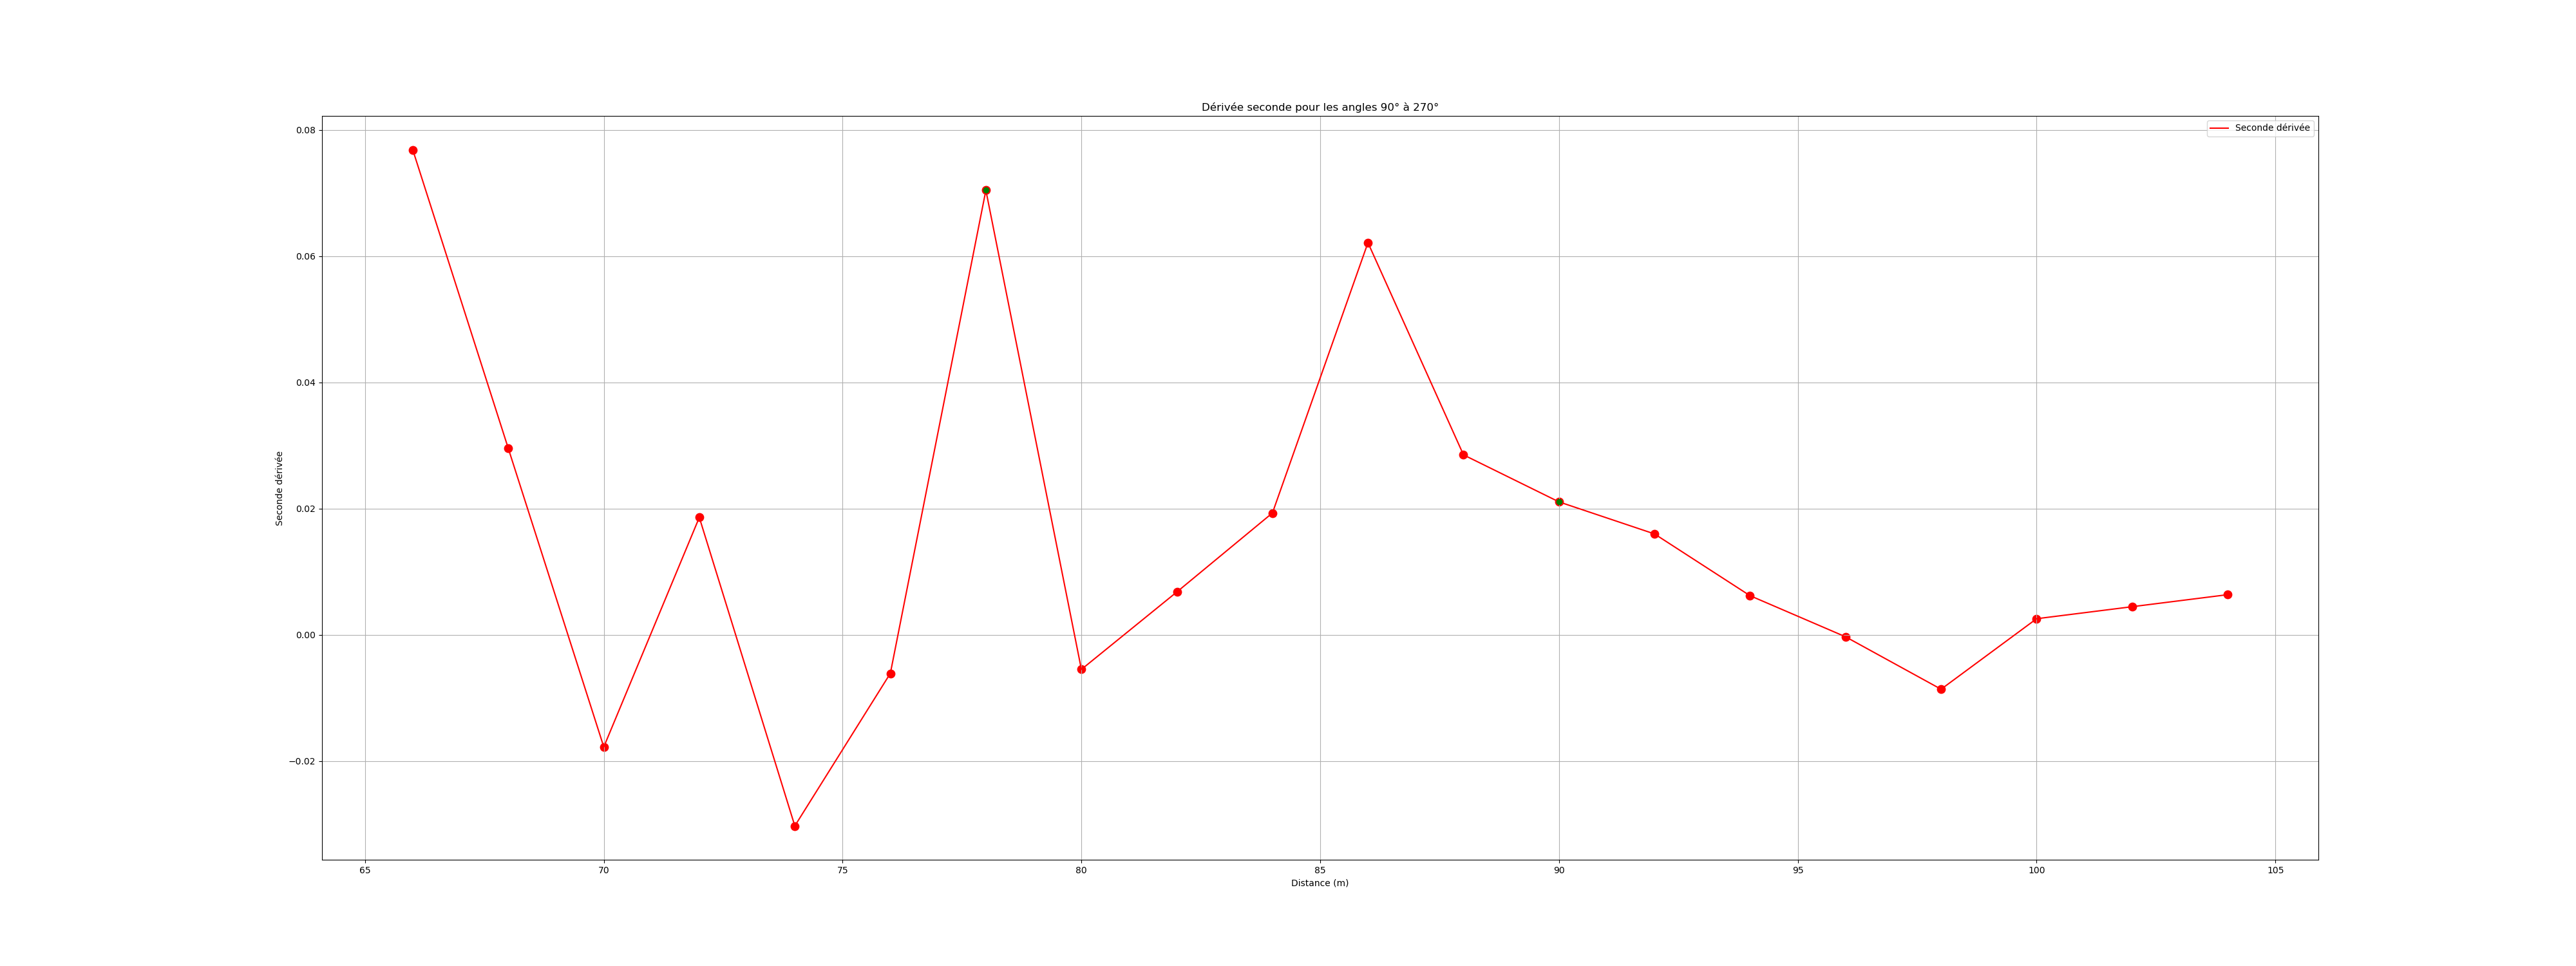 Dérivée seconde pour les angles 90° à 270°
Seconde dérivée
0.08
0.06
0.04
0.02
0.00
−0.02
Seconde dérivée
65 70 75 80 85 90 95 100 105
Distance (m)